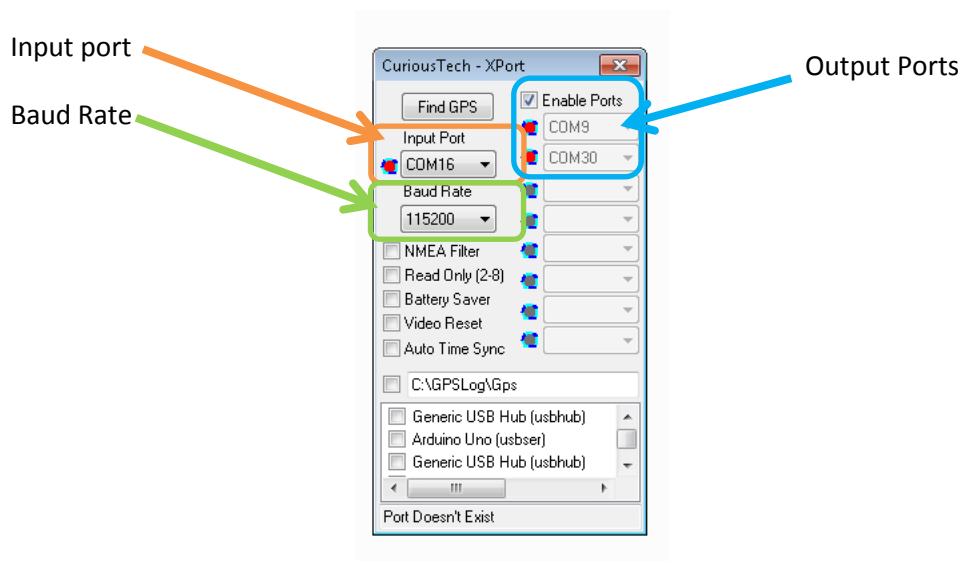 Input port
Baud Rate
Output Ports
CuriousTech - XPort
Find GPS
Enable Ports
Input Port
COM9
COM16
COM30
Baud Rate
115200
NMEA Filter
Read Only (2-8)
Battery Saver
Video Reset
Auto Time Sync
C:\GPSLog\Gps
Generic USB Hub (usbhub)
Arduino Uno (usbser)
Generic USB Hub (usbhub)
Port Doesn't Exist